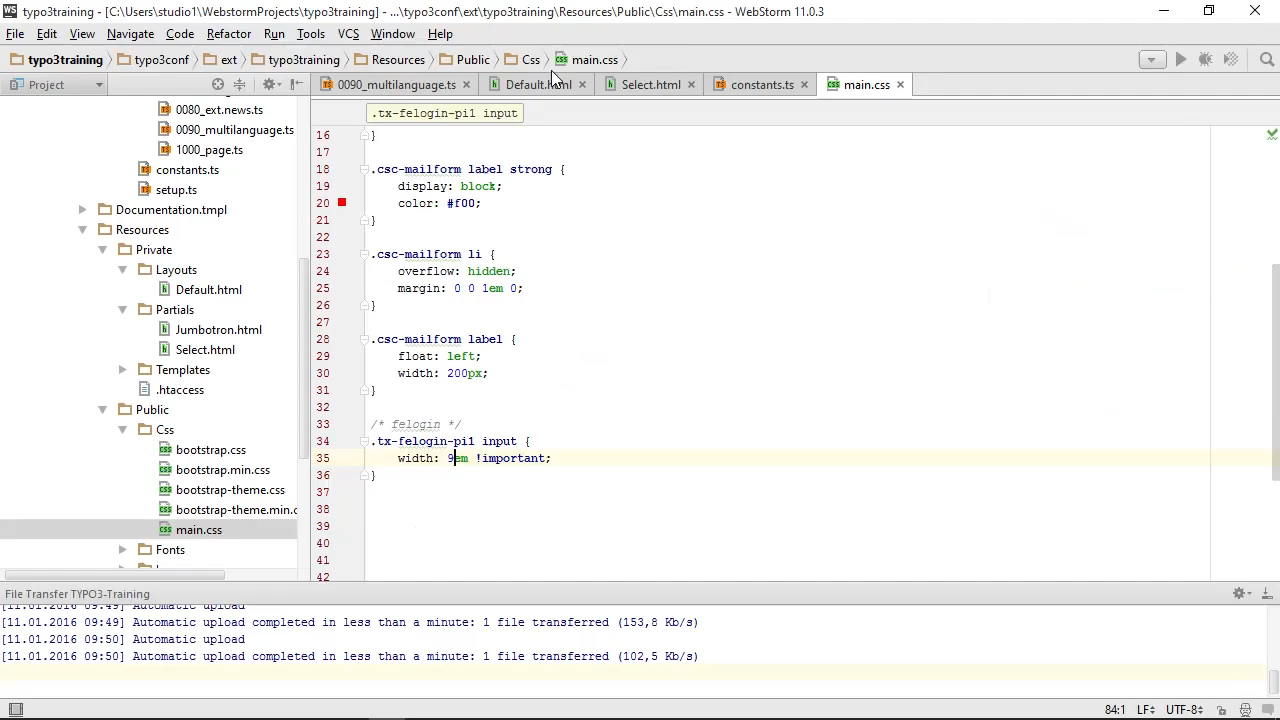 typo3training - [C:\Users\studio1\WebstormProjects\typo3training] - ...\typo3conf\ext\typo3training\Resources\Public\Css\main.css - WebStorm 11.0.3
File Edit View Navigate Code Refactor Run Tools VCS Window Help
typo3training typo3conf ext typo3training Resources Public Css main.css
Project
0090_multilanguage.ts Default.html Select.html constants.ts main.css
0080_ext.news.ts
0090_multilanguage.ts
1000_page.ts
constants.ts
setup.ts
Documentation.tmpl
Resources
Private
Layouts
Default.html
Partials
Jumbotron.html
Select.html
Templates
.htaccess
Public
Css
bootstrap.css
bootstrap.min.css
bootstrap-theme.css
bootstrap-theme.min.c
main.css
Fonts
.tx-felogin-pi1 input
16 }
17
18 .csc-mailform label strong {
19 display: block;
20 color: #f00;
21 }
22
23 .csc-mailform li {
24 overflow: hidden;
25 margin: 0 0 1em 0;
26 }
27
28 .csc-mailform label {
29 float: left;
30 width: 200px;
31 }
32
33 /* felogin */
34 .tx-felogin-pi1 input {
35 width: 9em !important;
36 }
37
38
39
40
41
42
File Transfer TYPO3-Training
[11.01.2016 09:49] Automatic upload
[11.01.2016 09:49] Automatic upload completed in less than a minute: 1 file transferred (153,8 Kb/s)
[11.01.2016 09:50] Automatic upload
[11.01.2016 09:50] Automatic upload completed in less than a minute: 1 file transferred (102,5 Kb/s)
84:1 LF UTF-8